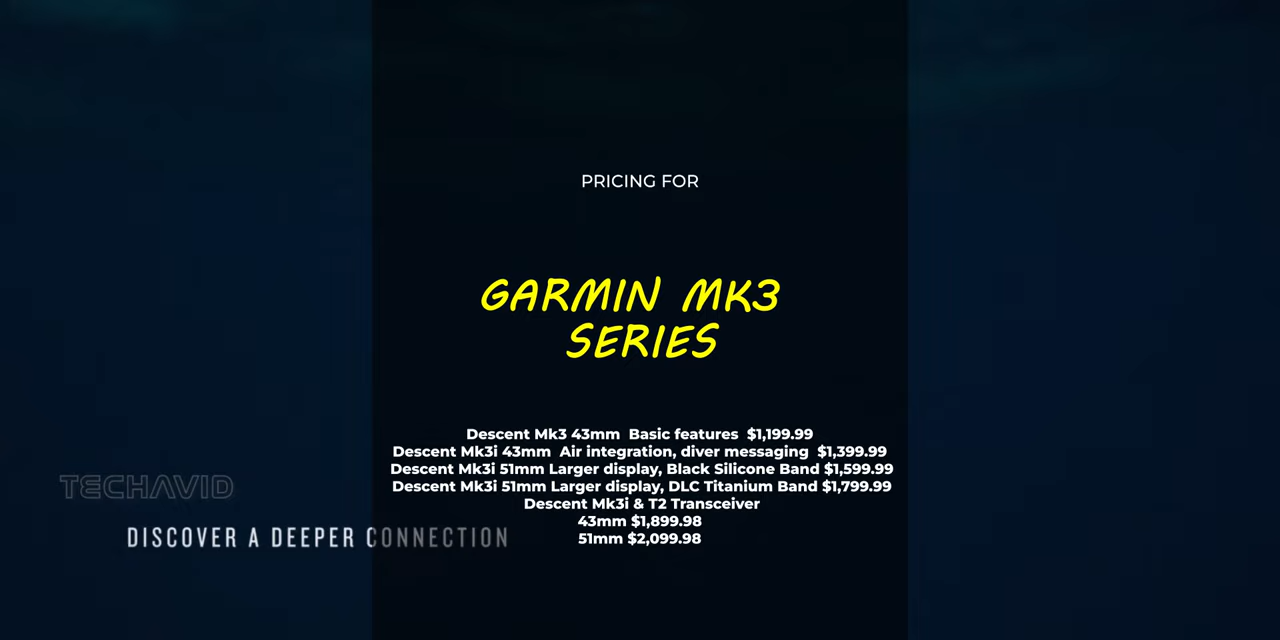 PRICING FOR
GARMIN MK3
SERIES
Descent Mk3 43mm  Basic features  $1,199.99
Descent Mk3i 43mm  Air integration, diver messaging  $1,399.99
Descent Mk3i 51mm Larger display, Black Silicone Band $1,599.99
Descent Mk3i 51mm Larger display, DLC Titanium Band $1,799.99
Descent Mk3i & T2 Transceiver
43mm $1,899.98
51mm $2,099.98
TECHAVID
DISCOVER A DEEPER CONNECTION